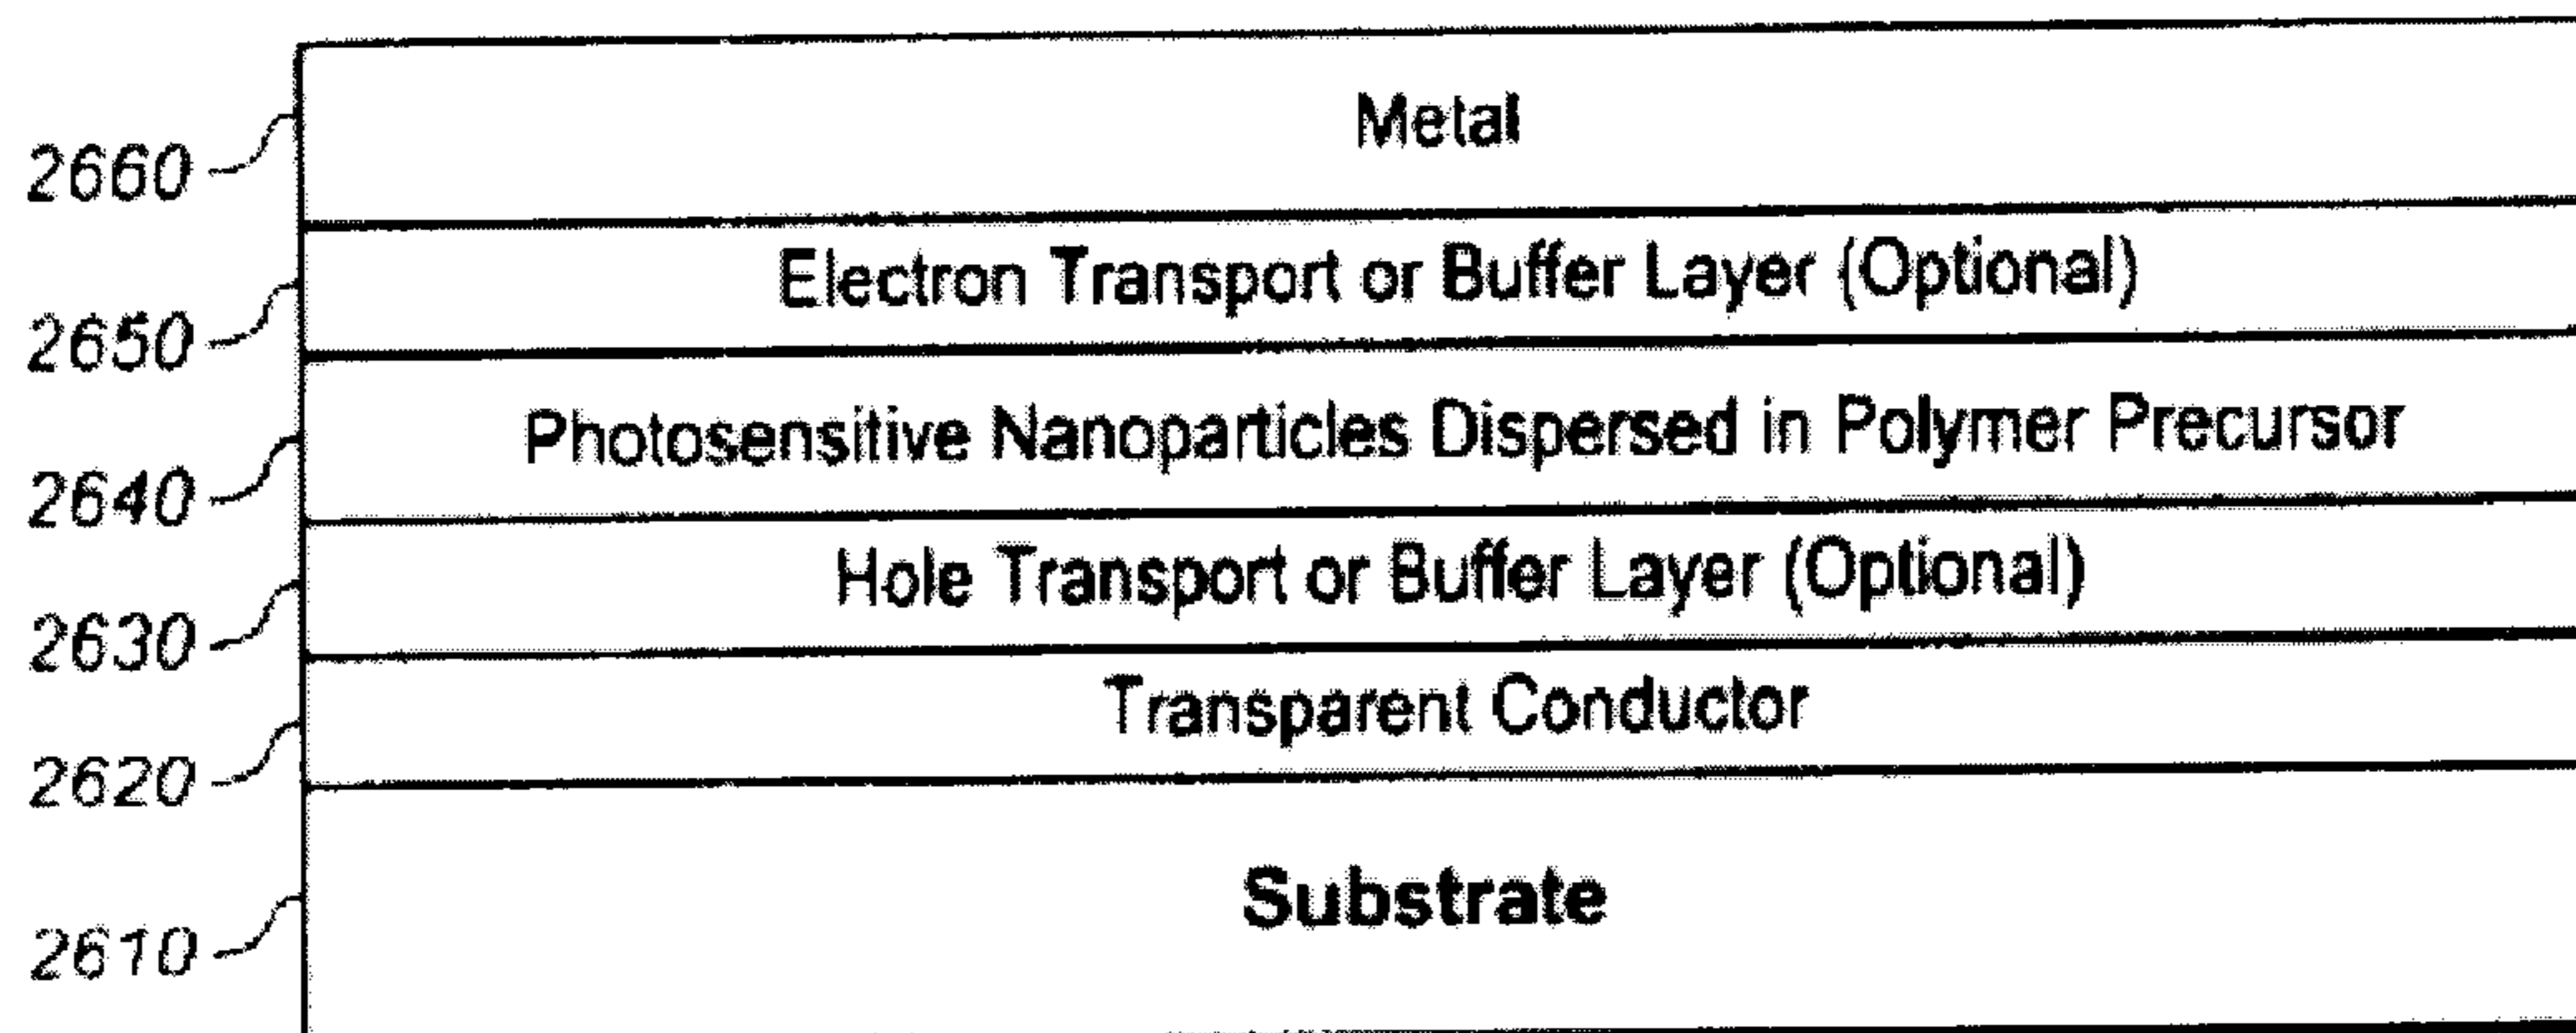 Metal
2660
Electron Transport or Buffer Layer (Optional)
2650
Photosensitive Nanoparticles Dispersed in Polymer Precursor
2640
Hole Transport or Buffer Layer (Optional)
2630
Transparent Conductor
2620
Substrate
2610